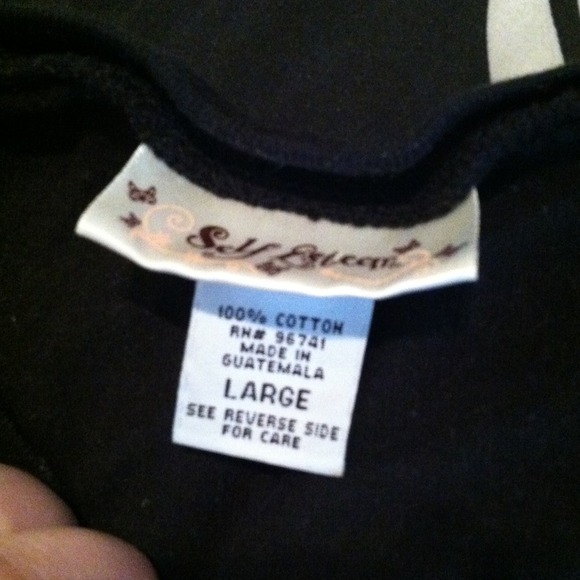 Self Esteem
100% COTTON
RN# 96741
MADE IN
GUATEMALA
LARGE
SEE REVERSE SIDE
FOR CARE